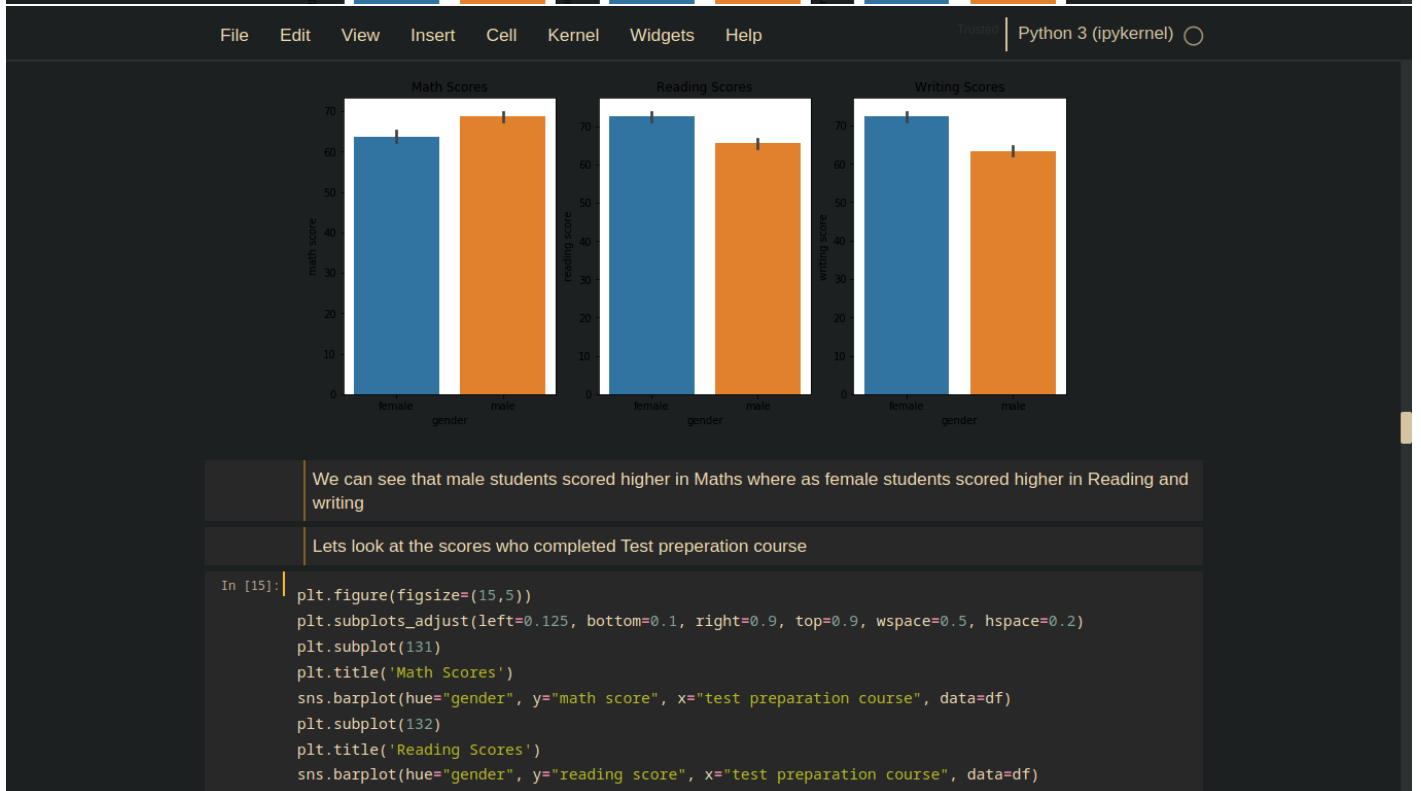 File Edit View Insert Cell Kernel Widgets Help Trusted Python 3 (ipykernel)
Math Scores Reading Scores Writing Scores
70
60
50
40
30
20
10
0
math score
female male
gender
70
60
50
40
30
20
10
0
reading score
female male
gender
70
60
50
40
30
20
10
0
writing score
female male
gender
We can see that male students scored higher in Maths where as female students scored higher in Reading and
writing
Lets look at the scores who completed Test preperation course
In [15]:
plt.figure(figsize=(15,5))
plt.subplots_adjust(left=0.125, bottom=0.1, right=0.9, top=0.9, wspace=0.5, hspace=0.2)
plt.subplot(131)
plt.title('Math Scores')
sns.barplot(hue="gender", y="math score", x="test preparation course", data=df)
plt.subplot(132)
plt.title('Reading Scores')
sns.barplot(hue="gender", y="reading score", x="test preparation course", data=df)